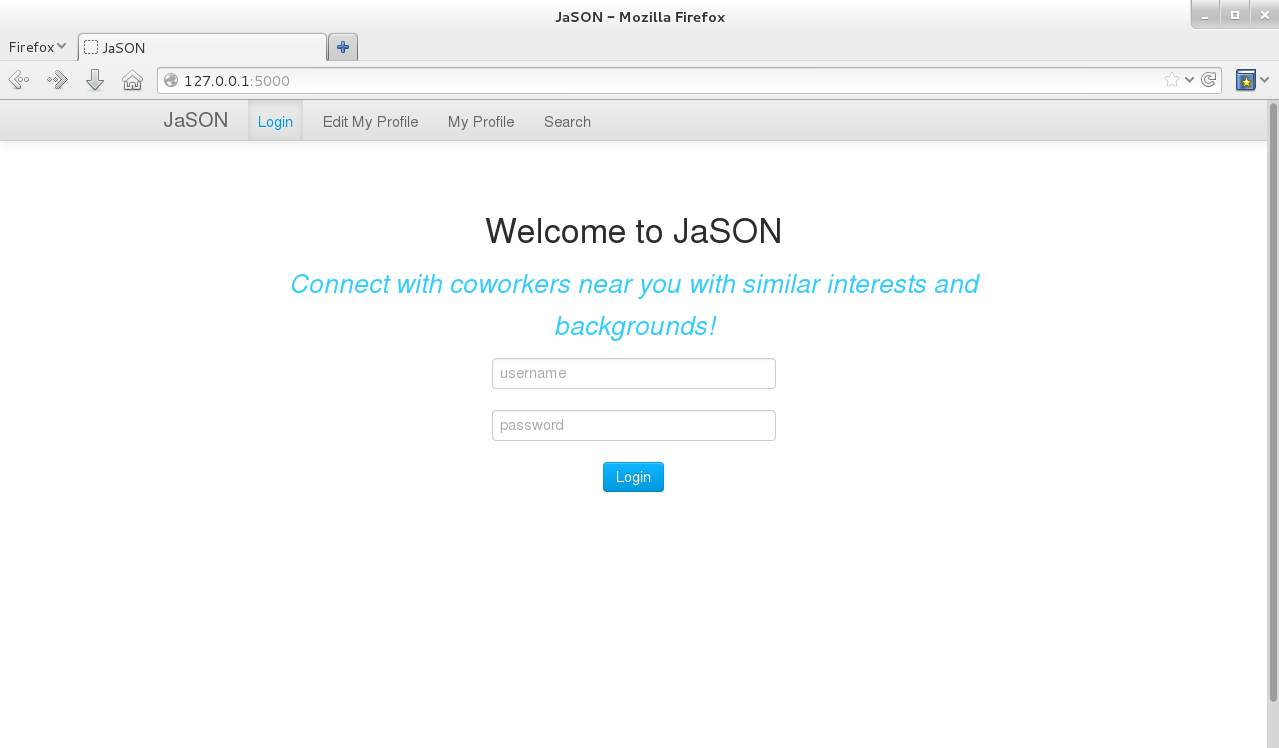 JaSON - Mozilla Firefox
Firefox
JaSON
127.0.0.1:5000
JaSON Login Edit My Profile My Profile Search
Welcome to JaSON
Connect with coworkers near you with similar interests and
backgrounds!
username
password
Login